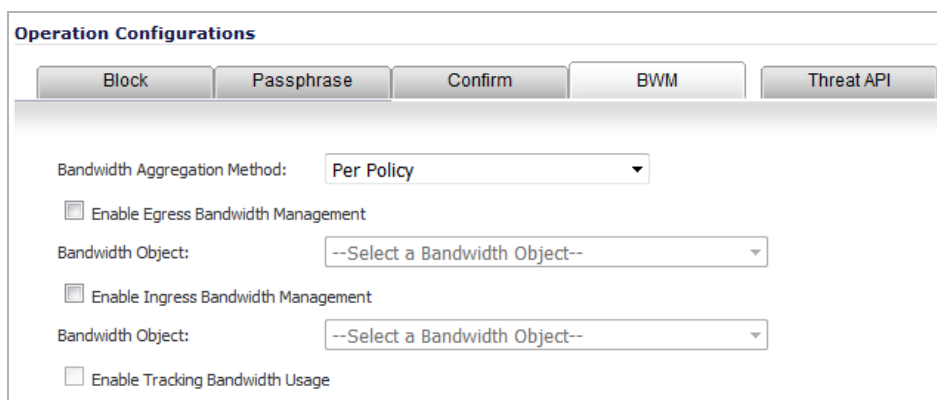 Operation Configurations
Block Passphrase Confirm BWM Threat API
Bandwidth Aggregation Method: Per Policy
Enable Egress Bandwidth Management
Bandwidth Object: --Select a Bandwidth Object--
Enable Ingress Bandwidth Management
Bandwidth Object: --Select a Bandwidth Object--
Enable Tracking Bandwidth Usage